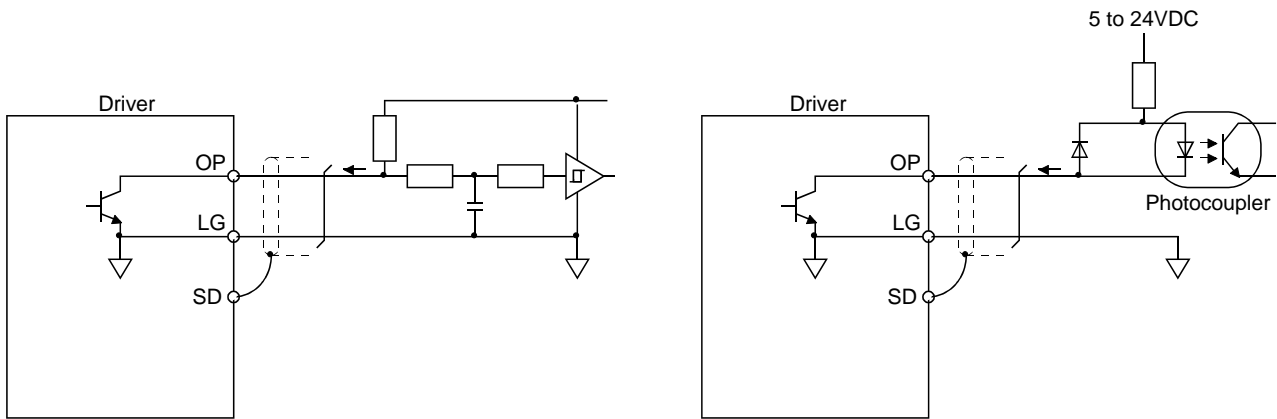 Driver
OP
LG
SD
5 to 24VDC
Driver
OP
LG
SD
Photocoupler